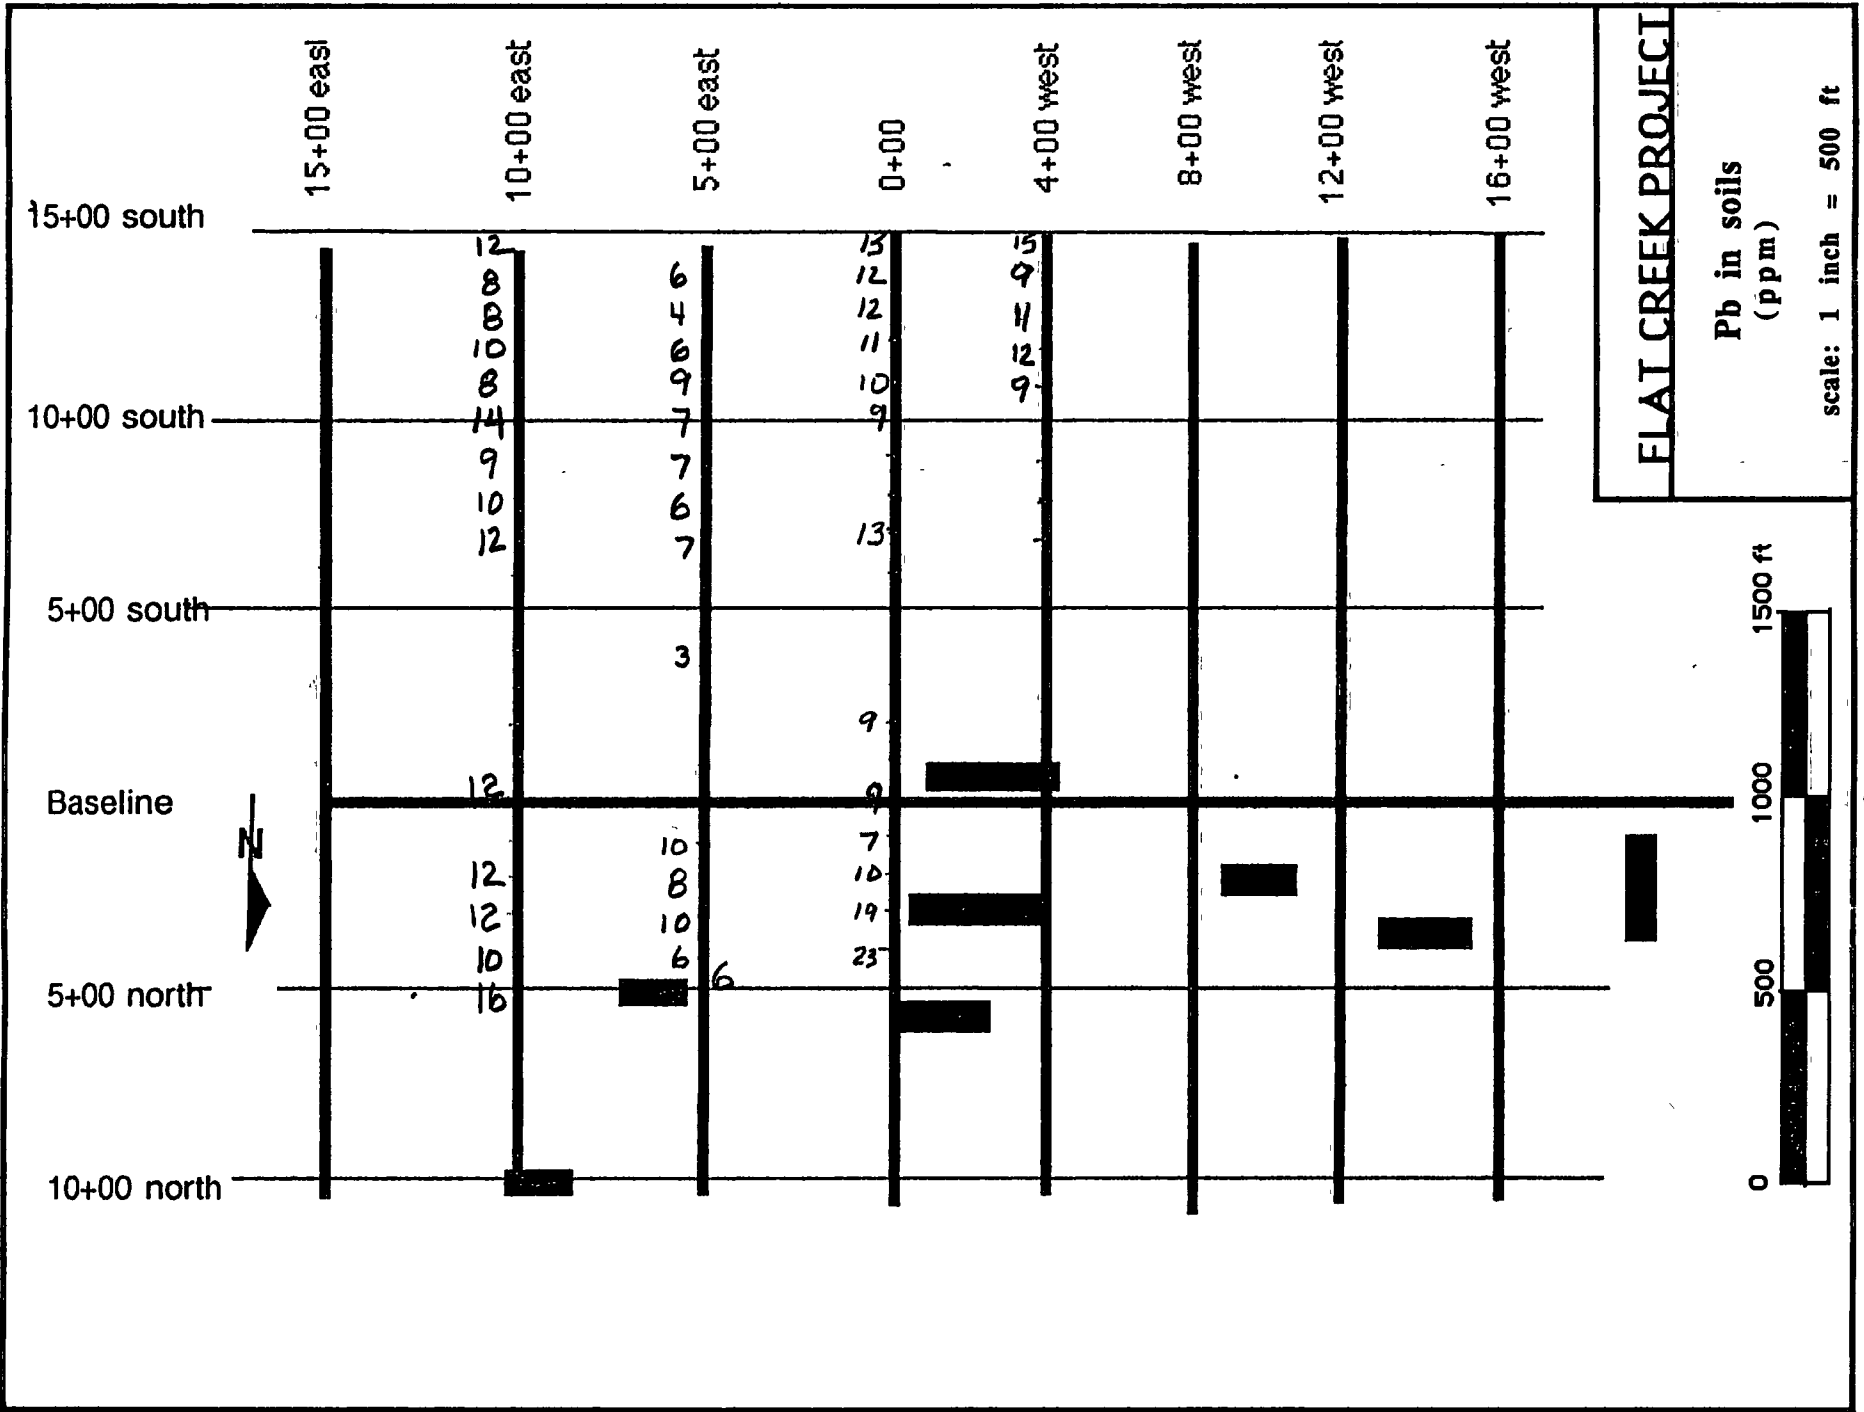 15+00 east
10+00 east
5+00 east
0+00
4+00 west
8+00 west
12+00 west
16+00 west
FLAT CREEK PROJECT
Pb in soils
(ppm)
scale: 1 inch = 500 ft
15+00 south
12 13 15
8 6 12 9
8 4 12 11
10 6 11 12
8 9 10 9
10+00 south
14 7 9
9 7
10 6
12 7 13
5+00 south
3
9
Baseline
12 9
N
10 7
12 8 10
12 10 19
10 6 23
5+00 north
16 6
10+00 north
1500 ft
1000
500
0